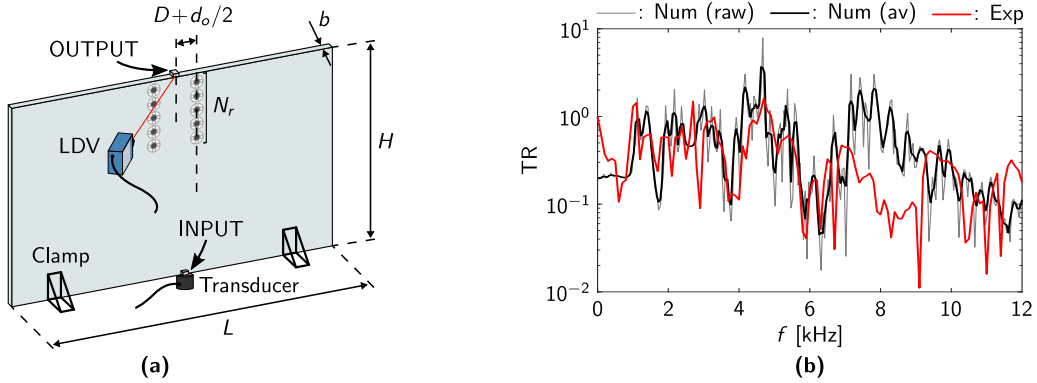 D + d_o/2
b
OUTPUT
N_r
H
LDV
INPUT
Clamp
Transducer
L
(a)
: Num (raw) : Num (av) : Exp
10^1
10^0
10^-1
10^-2
TR
0 2 4 6 8 10 12
f [kHz]
(b)